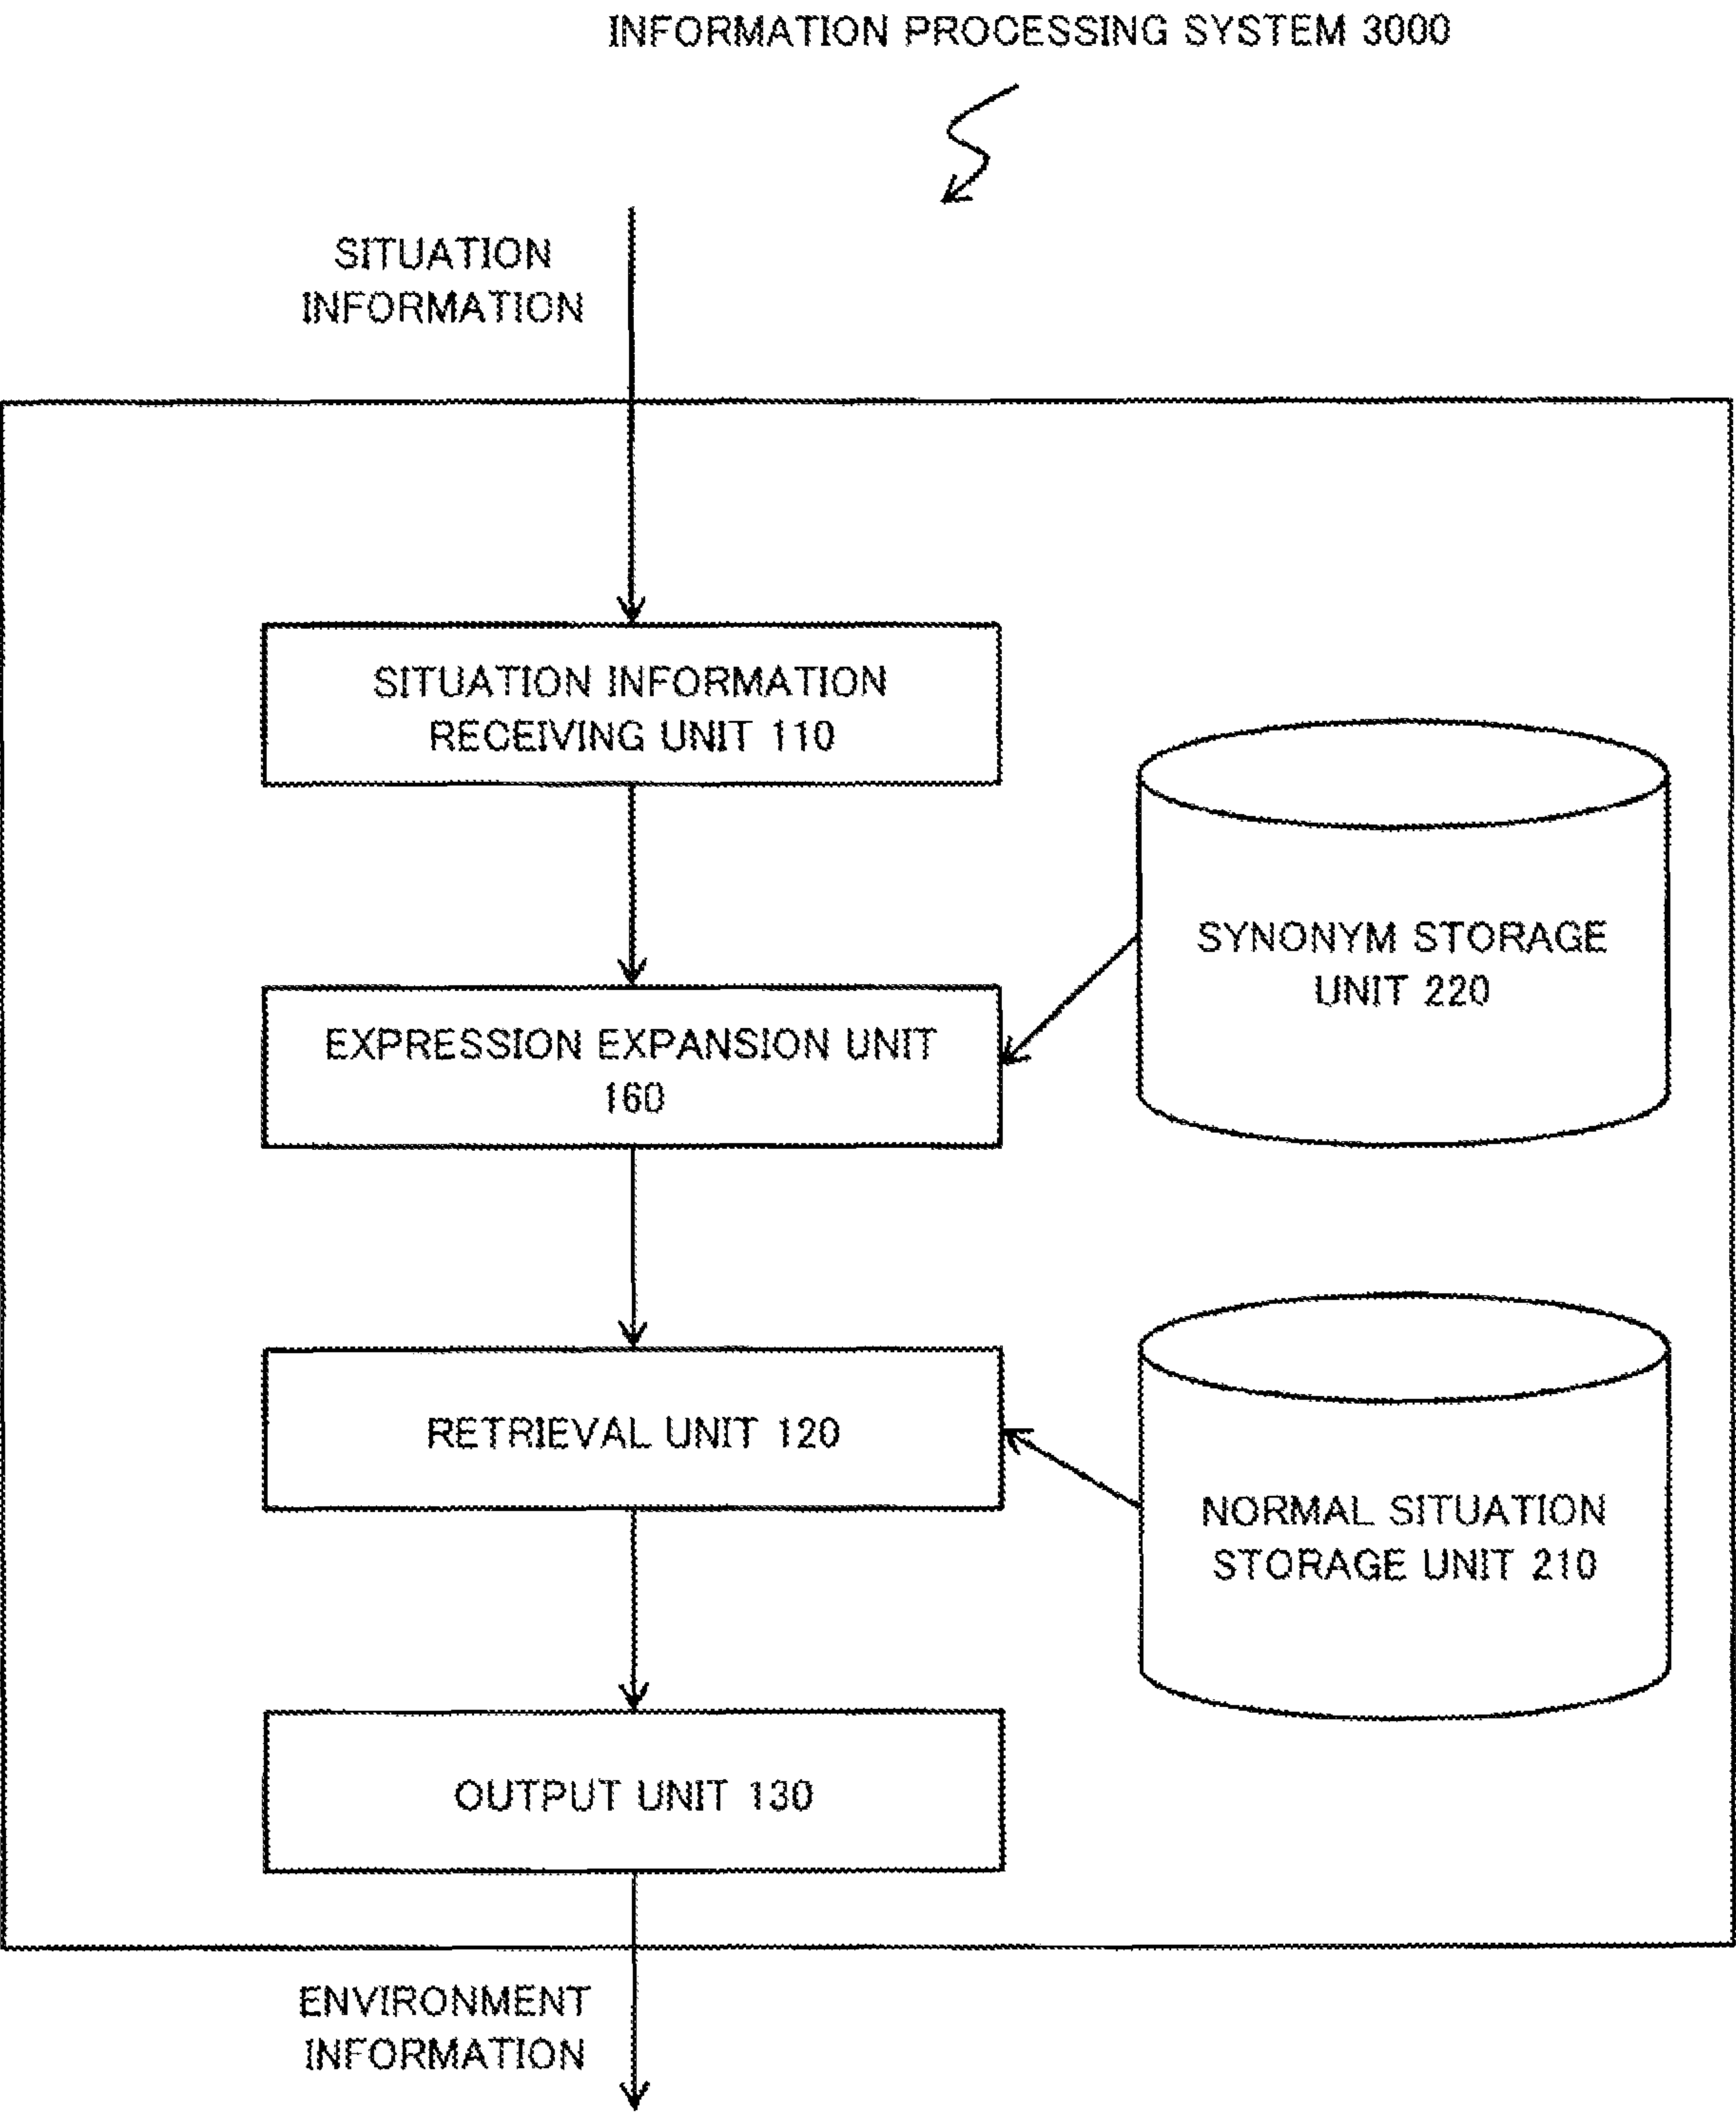 INFORMATION PROCESSING SYSTEM 3000
SITUATION
INFORMATION
SITUATION INFORMATION
RECEIVING UNIT 110
SYNONYM STORAGE
UNIT 220
EXPRESSION EXPANSION UNIT
160
RETRIEVAL UNIT 120
NORMAL SITUATION
STORAGE UNIT 210
OUTPUT UNIT 130
ENVIRONMENT
INFORMATION